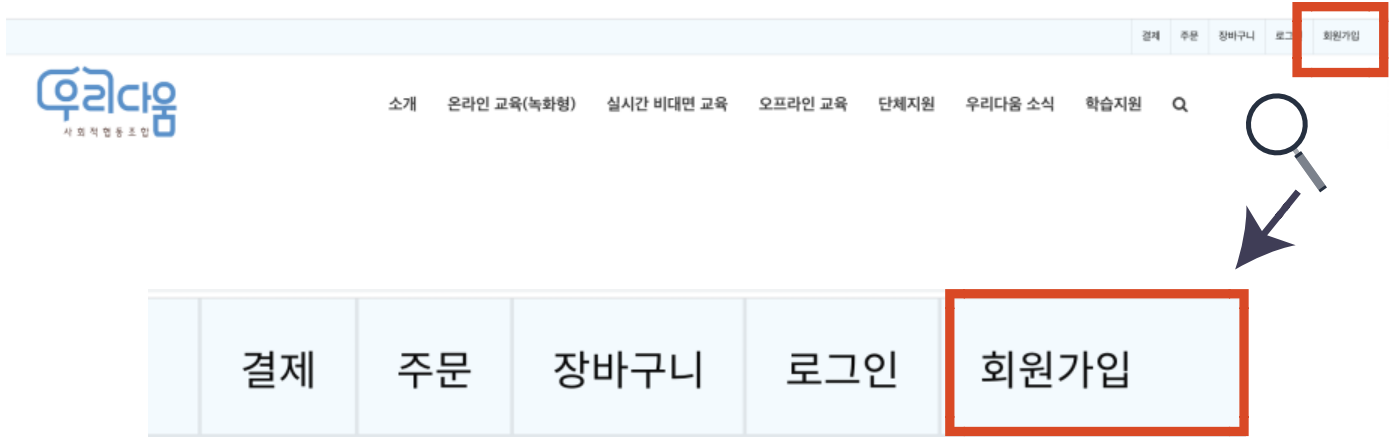 결제 주문 장바구니 로그 회원가입
우리다움
사회적협동조합
소개 온라인 교육(녹화형) 실시간 비대면 교육 오프라인 교육 단체지원 우리다움 소식 학습지원
결제 주문 장바구니 로그인 회원가입